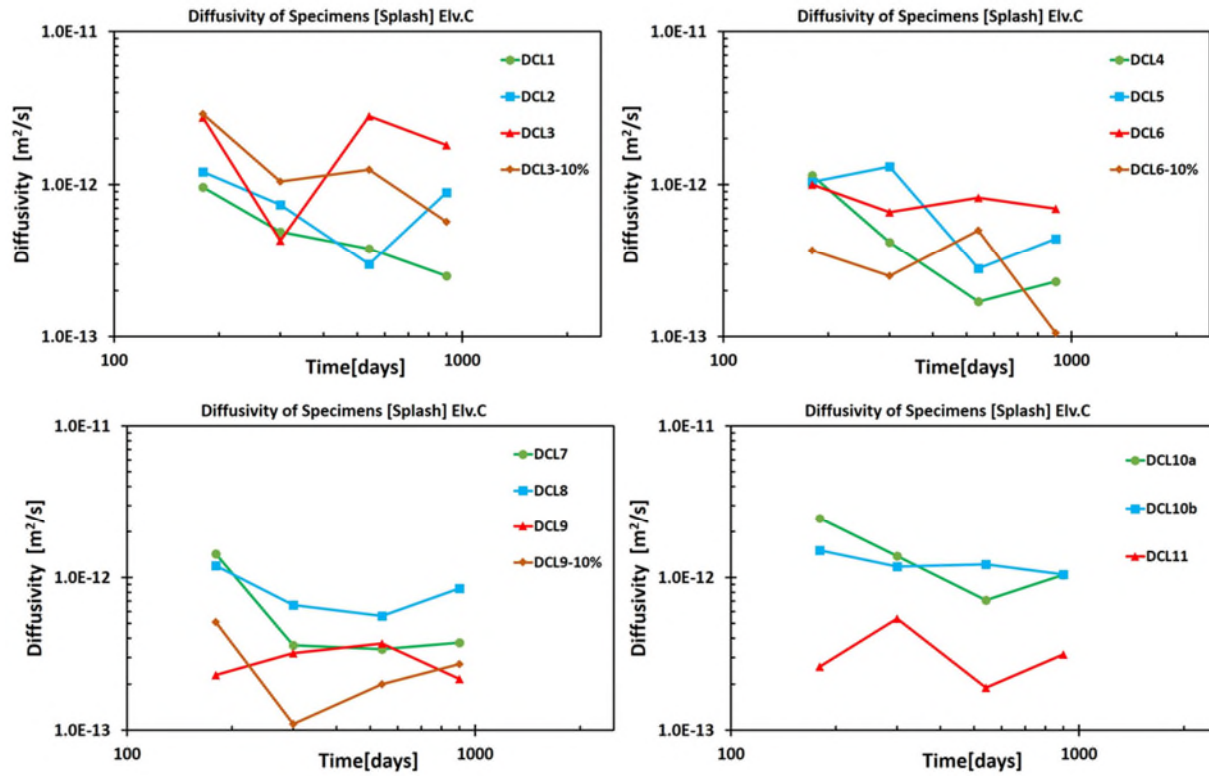 Diffusivity of Specimens [Splash] Elv.C
1.0E-11
1.0E-12
1.0E-13
Diffusivity [m²/s]
DCL1
DCL2
DCL3
DCL3-10%
100
1000
Time[days]
Diffusivity of Specimens [Splash] Elv.C
1.0E-11
1.0E-12
1.0E-13
Diffusivity [m²/s]
DCL4
DCL5
DCL6
DCL6-10%
100
1000
Time[days]
Diffusivity of Specimens [Splash] Elv.C
1.0E-11
1.0E-12
1.0E-13
Diffusivity [m²/s]
DCL7
DCL8
DCL9
DCL9-10%
100
1000
Time[days]
Diffusivity of Specimens [Splash] Elv.C
1.0E-11
1.0E-12
1.0E-13
Diffusivity [m²/s]
DCL10a
DCL10b
DCL11
100
1000
Time[days]